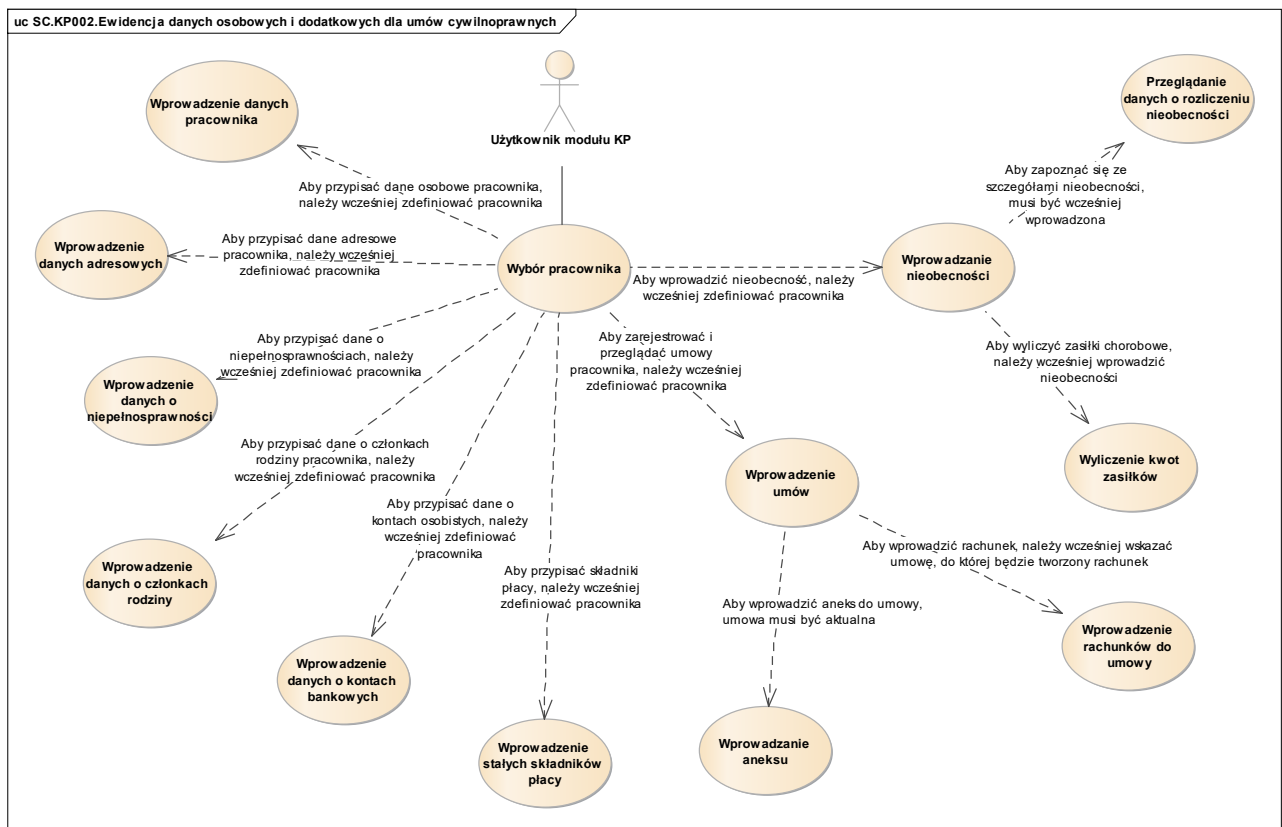 uc SC.KP002.Ewidencja danych osobowych i dodatkowych dla umów cywilnoprawnych
Wprowadzenie danych
pracownika
Użytkownik modułu KP
Przeglądanie
danych o rozliczeniu
nieobecności
Aby przypisać dane osobowe pracownika,
należy wcześniej zdefiniować pracownika
Aby zapoznać się ze
szczegółami nieobecności,
musi być wcześniej
wprowadzona
Wprowadzenie
danych adresowych
Aby przypisać dane adresowe
pracownika, należy wcześniej
zdefiniować pracownika
Wybór pracownika
Aby wprowadzić nieobecność, należy
wcześniej zdefiniować pracownika
Wprowadzanie
nieobecności
Aby przypisać dane o
niepełnosprawnościach, należy
wcześniej zdefiniować pracownika
Aby zarejestrować i
przeglądać umowy
pracownika, należy wcześniej
zdefiniować pracownika
Aby wyliczyć zasiłki chorobowe,
należy wcześniej wprowadzić
nieobecności
Wprowadzenie
danych o
niepełnosprawności
Aby przypisać dane o członkach
rodziny pracownika, należy
wcześniej zdefiniować pracownika
Wprowadzenie
umów
Wyliczenie kwot
zasiłków
Aby przypisać dane o
kontach osobistych, należy
wcześniej zdefiniować
pracownika
Aby wprowadzić rachunek, należy wcześniej wskazać
umowę, do której będzie tworzony rachunek
Wprowadzenie
danych o członkach
rodziny
Aby przypisać składniki
płacy, należy wcześniej
zdefiniować pracownika
Aby wprowadzić aneks do umowy,
umowa musi być aktualna
Wprowadzenie
rachunków do
umowy
Wprowadzenie
danych o kontach
bankowych
Wprowadzenie
stałych składników
płacy
Wprowadzanie
aneksu